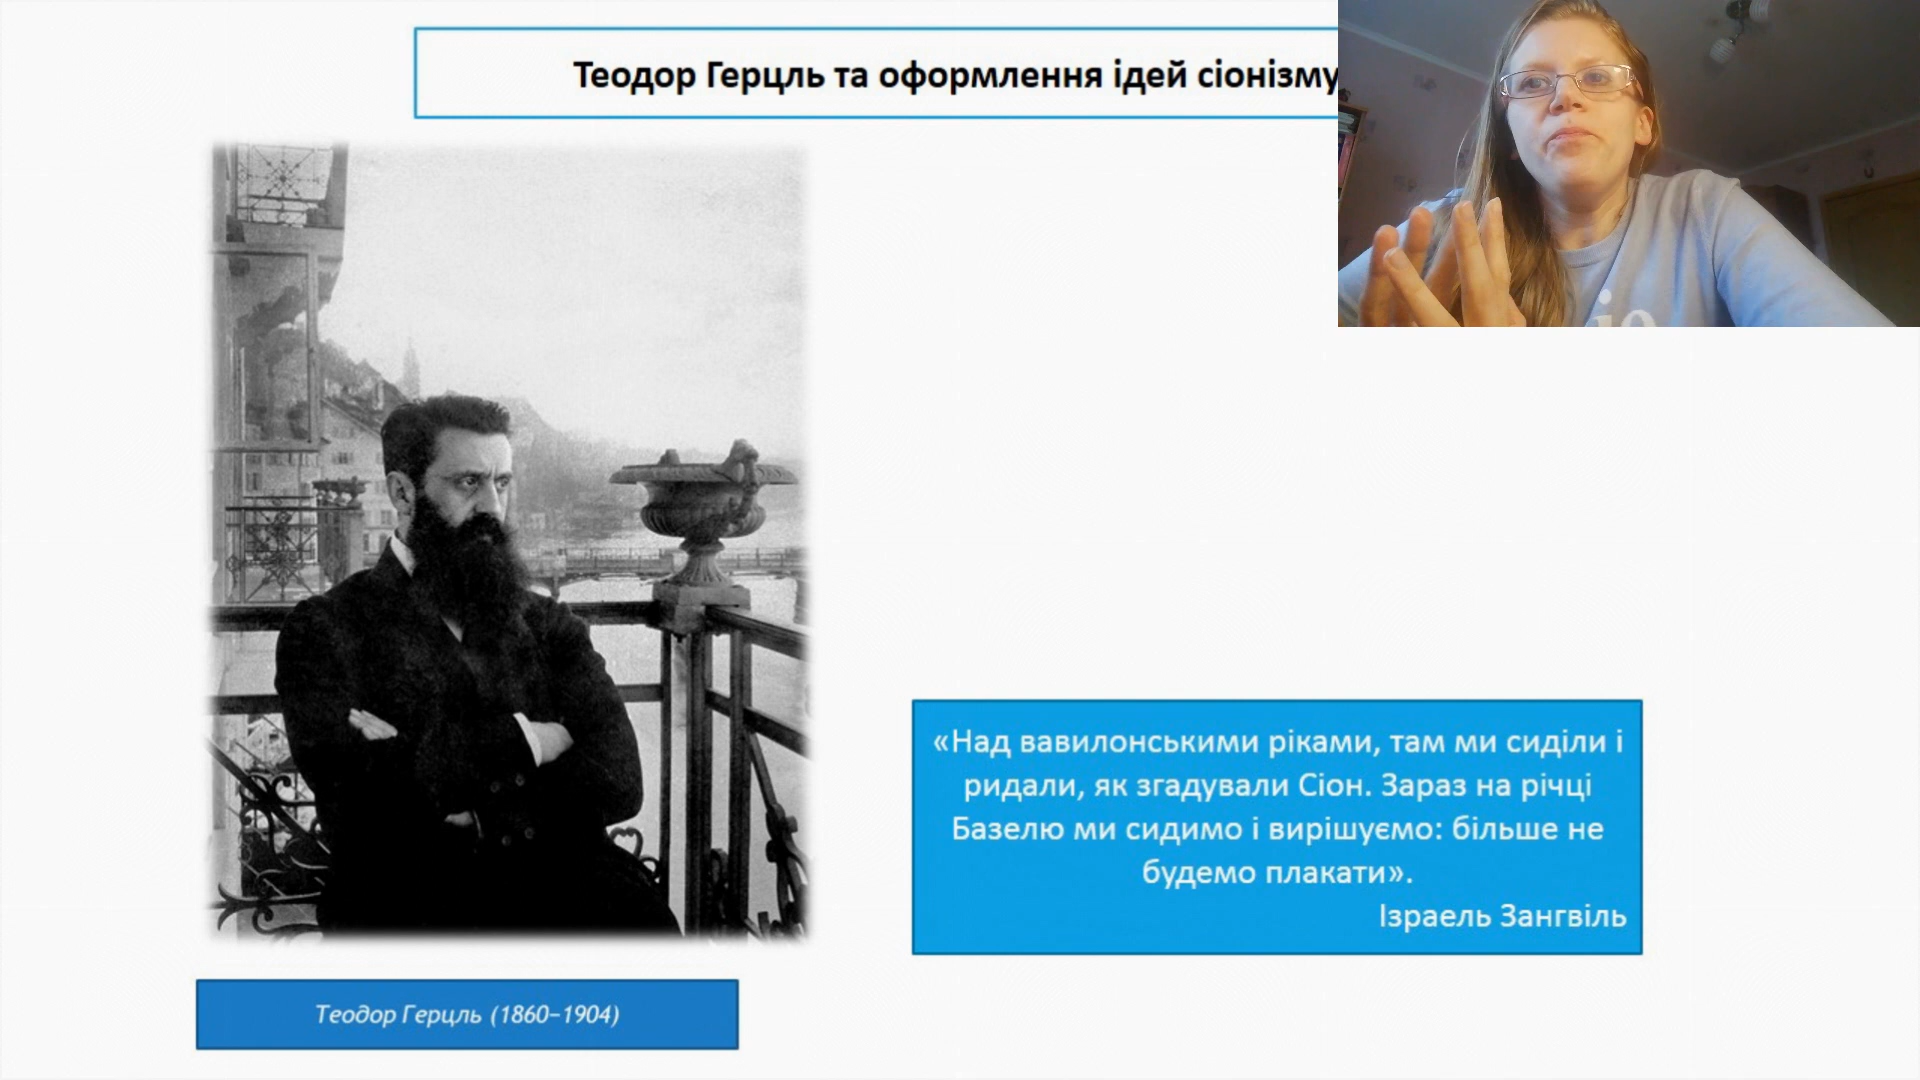 Теодор Герцль та оформлення ідей сіонізму
«Над вавилонськими ріками, там ми сиділи і
ридали, як згадували Сіон. Зараз на річці
Базелю ми сидимо і вирішуємо: більше не
будемо плакати».
Ізраель Зангвіль
Теодор Герцль (1860–1904)